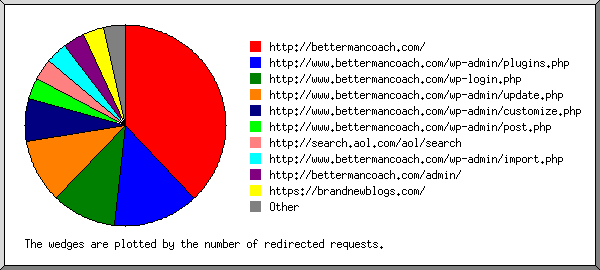 http://bettermancoach.com/
http://www.bettermancoach.com/wp-admin/plugins.php
http://www.bettermancoach.com/wp-login.php
http://www.bettermancoach.com/wp-admin/update.php
http://www.bettermancoach.com/wp-admin/customize.php
http://www.bettermancoach.com/wp-admin/post.php
http://search.aol.com/aol/search
http://www.bettermancoach.com/wp-admin/import.php
http://bettermancoach.com/admin/
https://brandnewblogs.com/
Other
The wedges are plotted by the number of redirected requests.